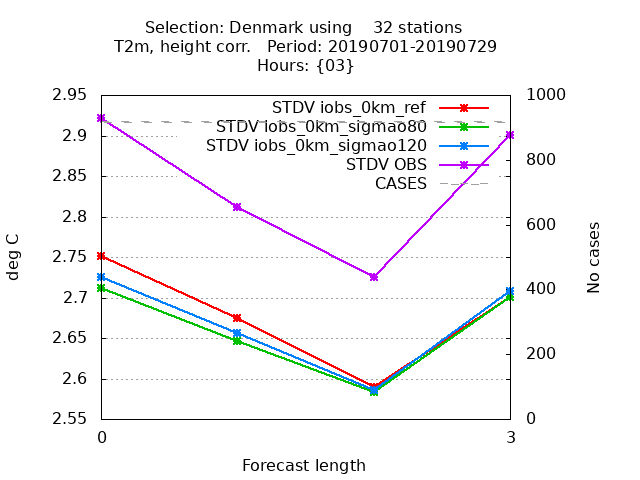 Selection: Denmark using    32 stations
T2m, height corr.   Period: 20190701-20190729
Hours: {03}
2.95
2.9
2.85
2.8
2.75
2.7
2.65
2.6
2.55
deg C
STDV iobs_0km_ref
STDV iobs_0km_sigmao80
STDV iobs_0km_sigmao120
STDV OBS
CASES
1000
800
600
400
200
0
No cases
0
3
Forecast length